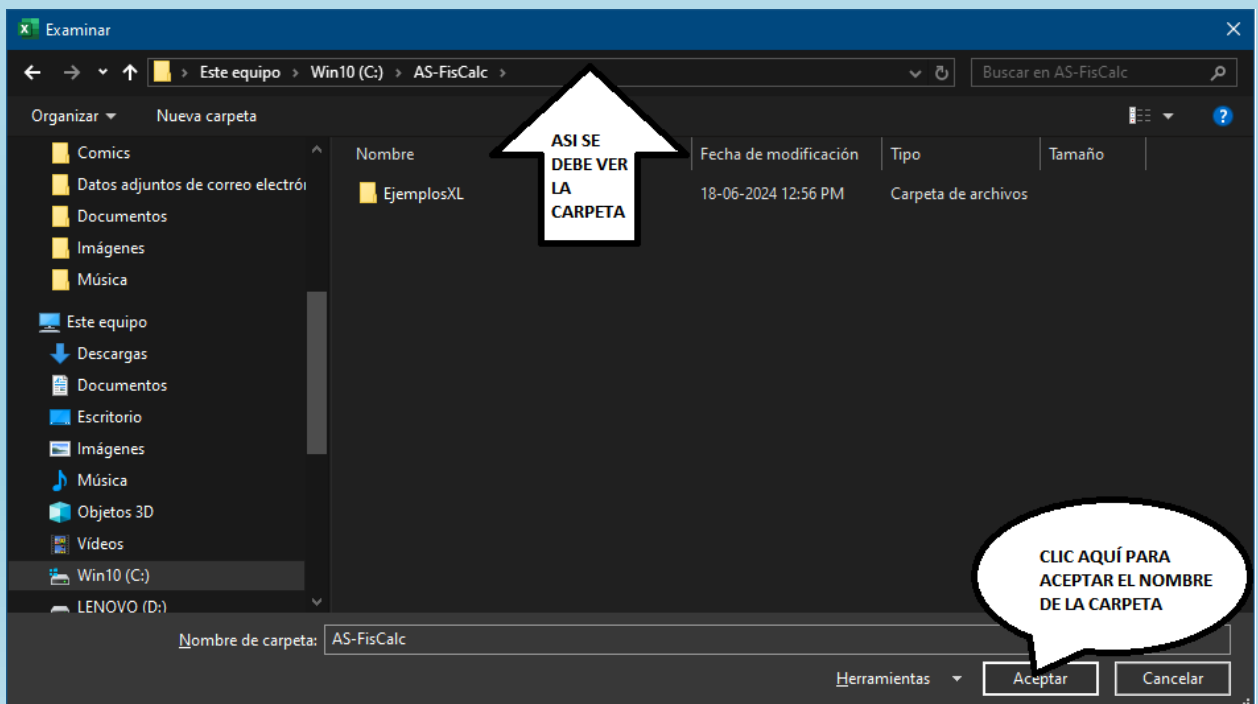 Examinar
Este equipo > Win10 (C:) > AS-FisCalc >
Buscar en AS-FisCalc
Organizar
Nueva carpeta
Comics
Datos adjuntos de correo electró
Documentos
Imágenes
Música
Este equipo
Descargas
Documentos
Escritorio
Imágenes
Música
Objetos 3D
Vídeos
Win10 (C:)
LENOVO (D:)
Nombre
Fecha de modificación
Tipo
Tamaño
EjemplosXL
18-06-2024 12:56 PM
Carpeta de archivos
ASI SE
DEBE VER
LA
CARPETA
CLIC AQUÍ PARA
ACEPTAR EL NOMBRE
DE LA CARPETA
Nombre de carpeta: AS-FisCalc
Herramientas
Aceptar
Cancelar